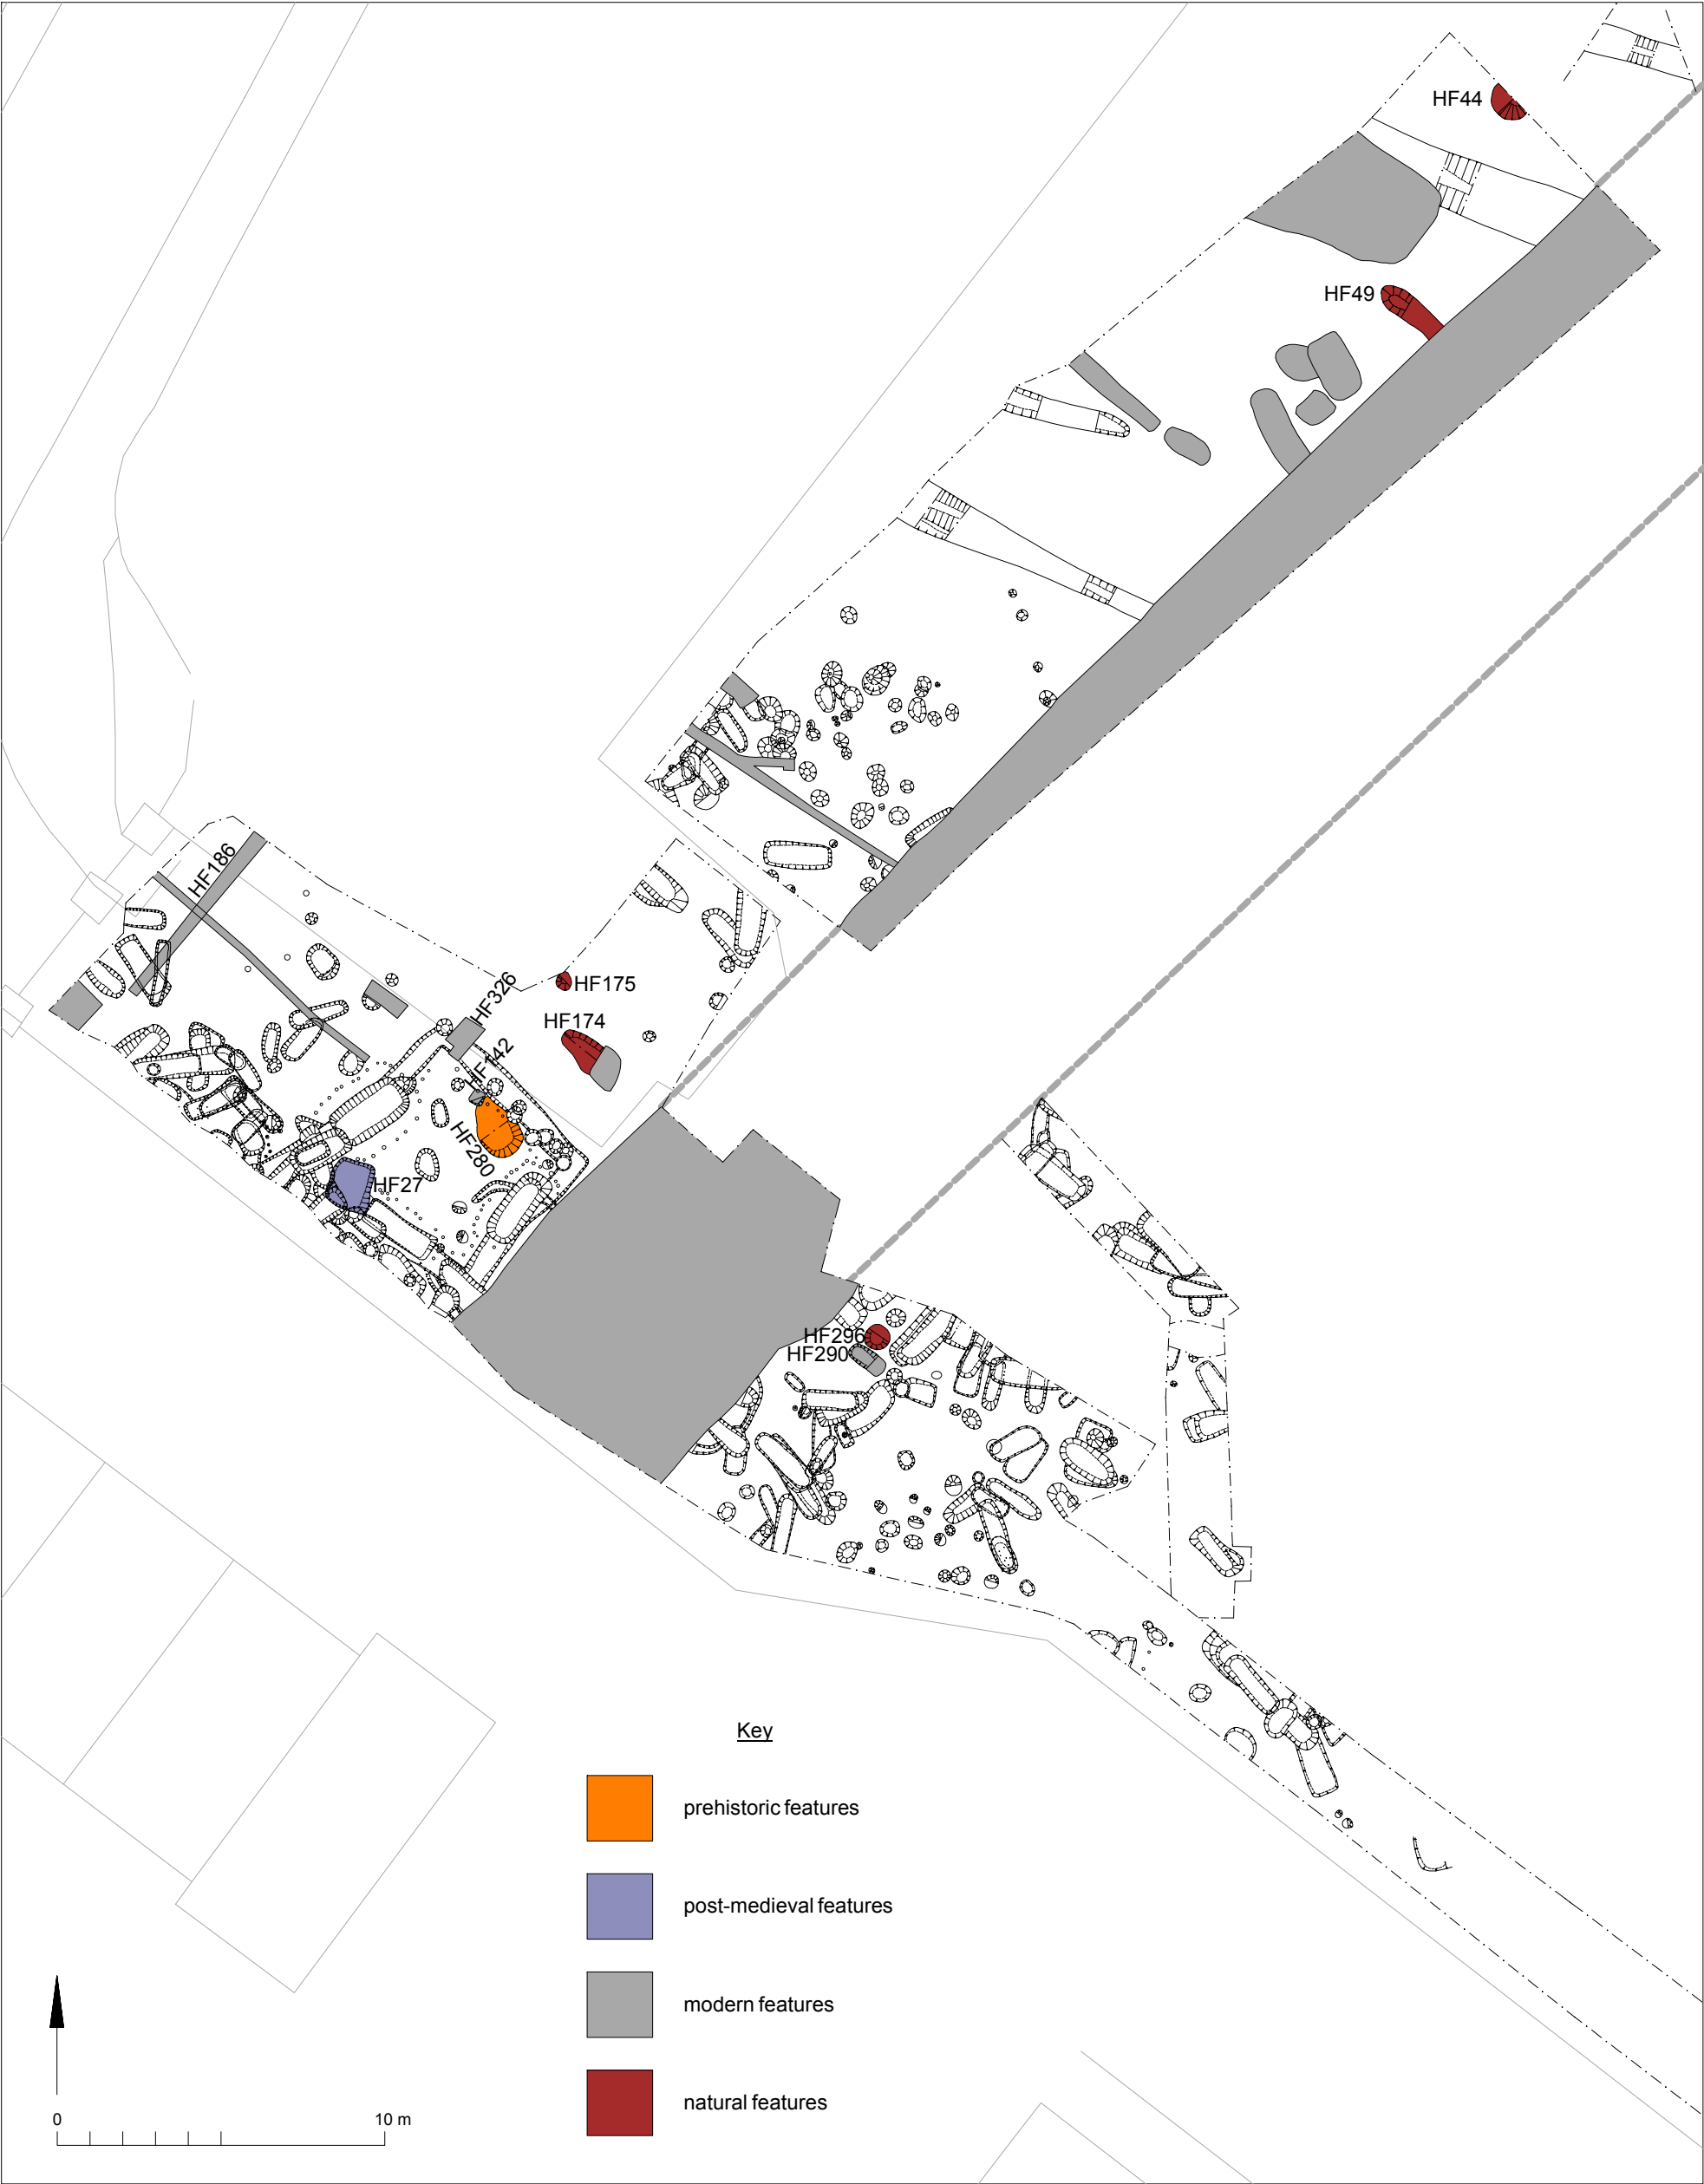 HF44
HF49
HF186
HF326
HF175
HF174
HF142
HF280
HF27
HF296
HF290
Key
prehistoric features
post-medieval features
modern features
natural features
0 10 m